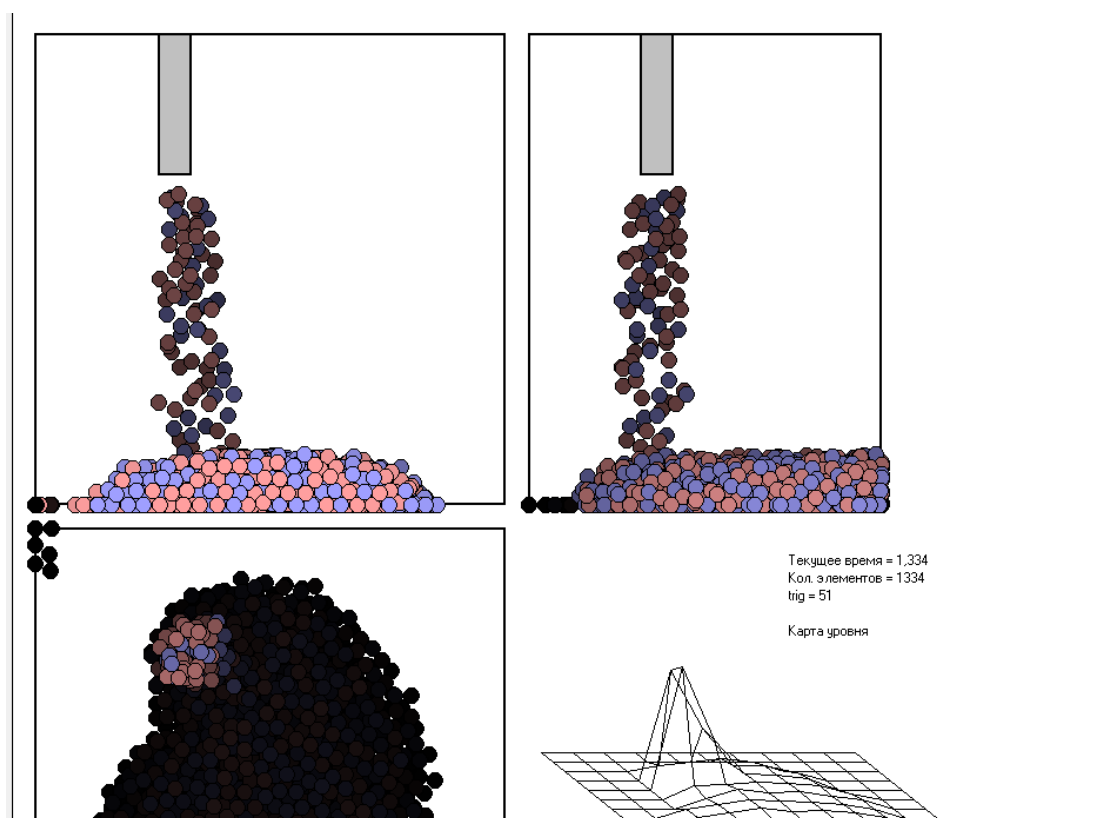 Текущее время = 1,334
Кол. элементов = 1334
trig = 51
Карта уровня